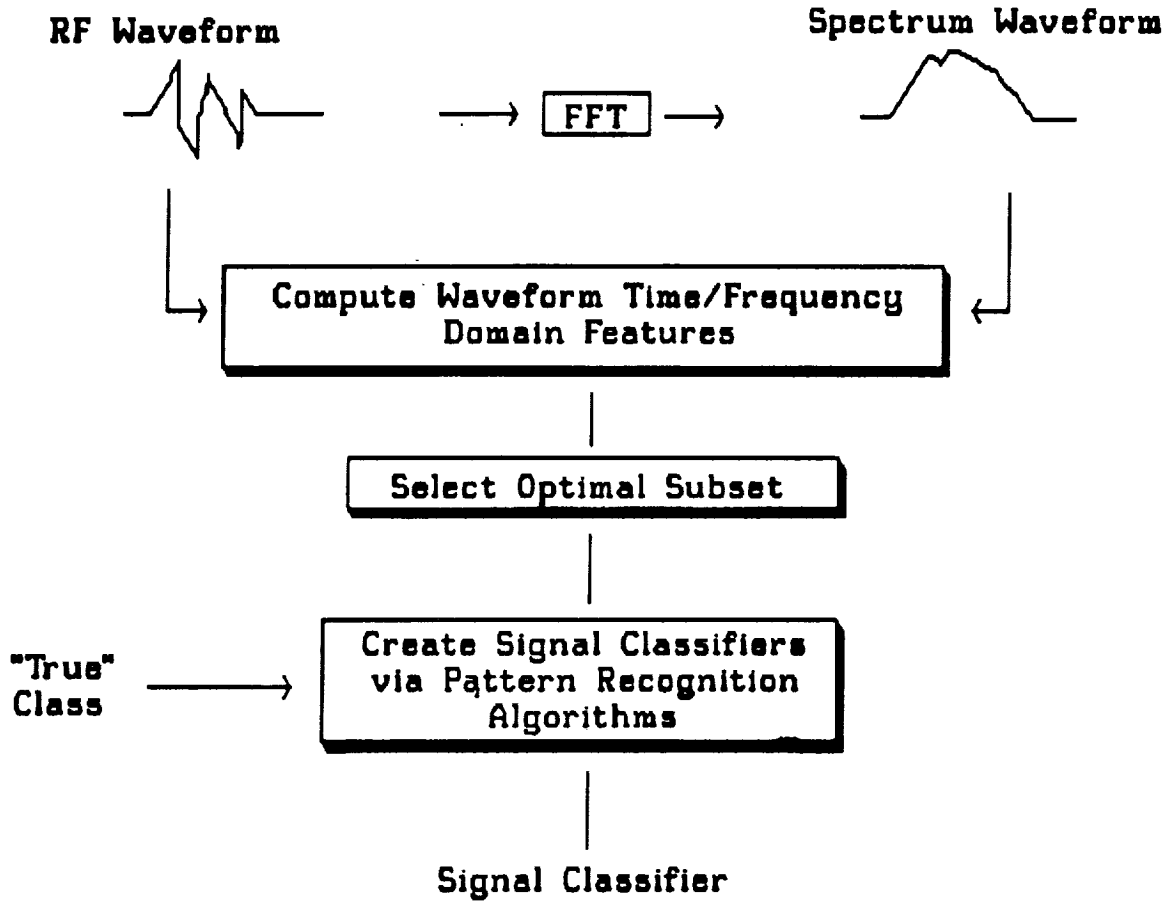 RF Waveform
Spectrum Waveform
FFT
Compute Waveform Time/Frequency
Domain Features
Select Optimal Subset
"True"
Class
Create Signal Classifiers
via Pattern Recognition
Algorithms
Signal Classifier